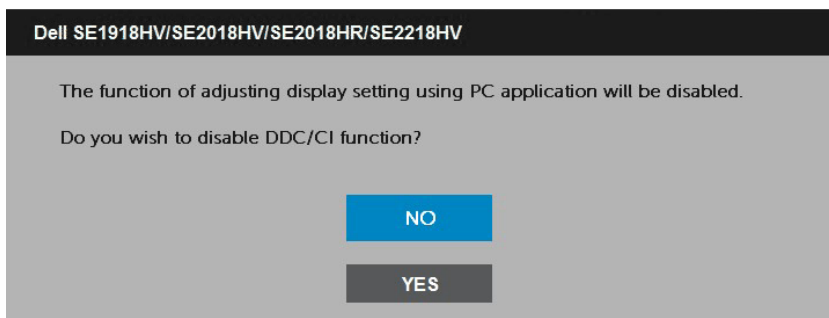 Dell SE1918HV/SE2018HV/SE2018HR/SE2218HV
The function of adjusting display setting using PC application will be disabled.
Do you wish to disable DDC/CI function?
NO
YES